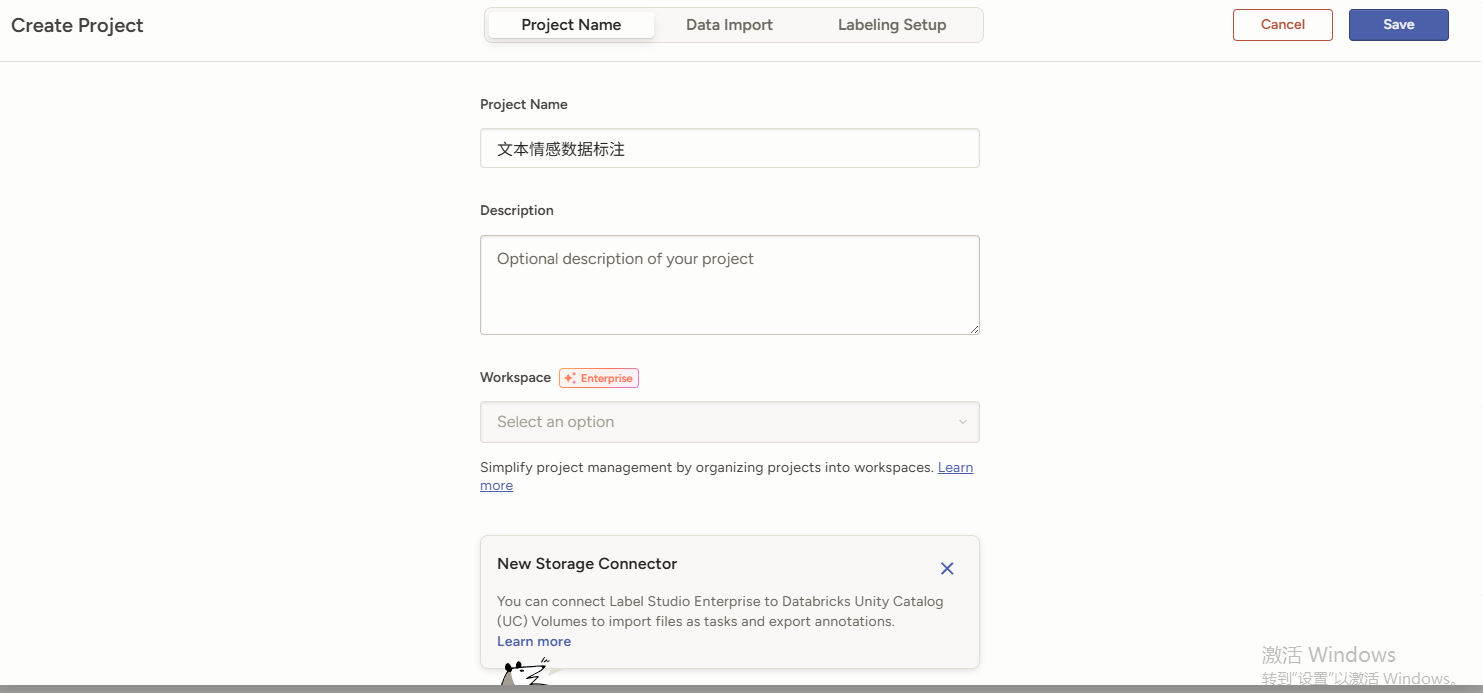 Create Project
Project Name
Data Import
Labeling Setup
Cancel
Save
Project Name
文本情感数据标注
Description
Optional description of your project
Workspace
Enterprise
Select an option
Simplify project management by organizing projects into workspaces. Learn
more
New Storage Connector
You can connect Label Studio Enterprise to Databricks Unity Catalog
(UC) Volumes to import files as tasks and export annotations.
Learn more
激活 Windows
转到“设置”以激活 Windows。